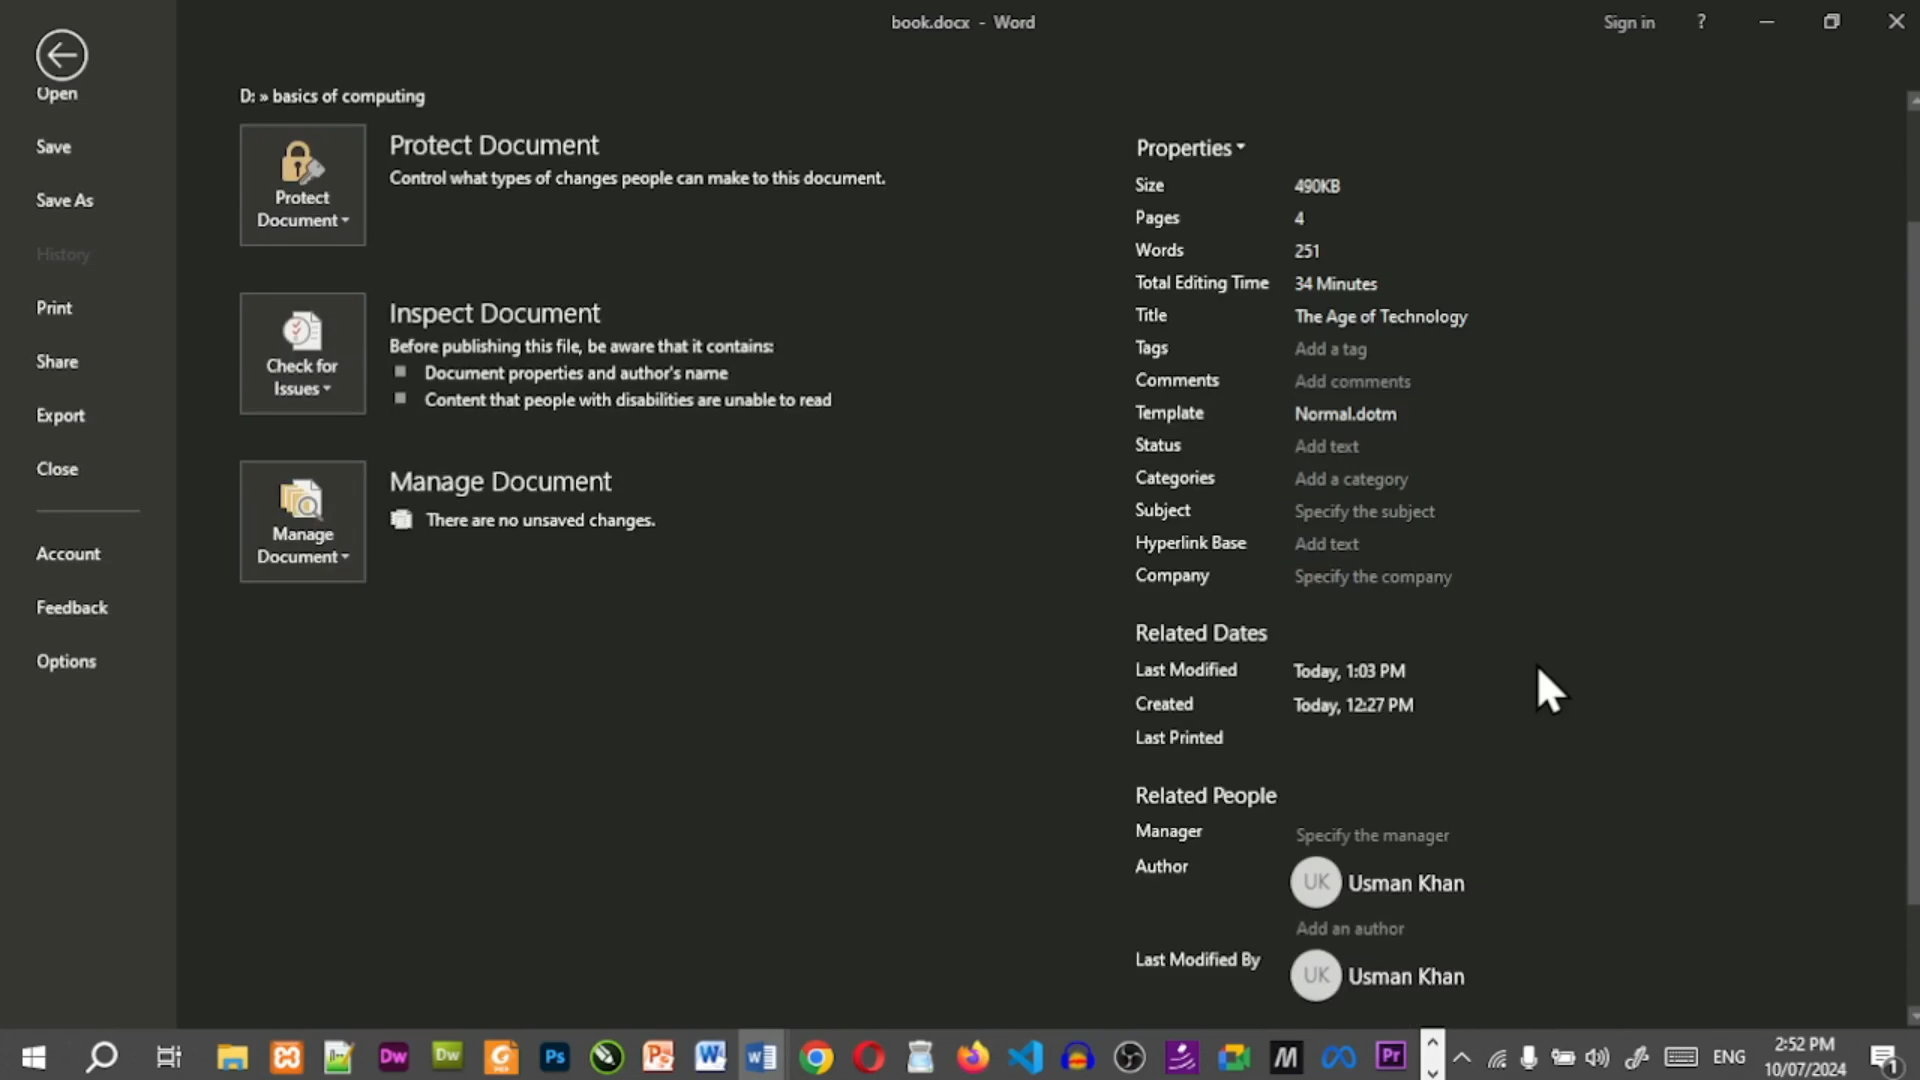 book.docx - Word
Sign in ?
Open
Save
Save As
History
Print
Share
Export
Close
Account
Feedback
Options
D: » basics of computing
Protect Document
Protect Document
Control what types of changes people can make to this document.
Check for Issues
Inspect Document
Before publishing this file, be aware that it contains:
Document properties and author's name
Content that people with disabilities are unable to read
Manage Document
Manage Document
There are no unsaved changes.
Properties
Size 490KB
Pages 4
Words 251
Total Editing Time 34 Minutes
Title The Age of Technology
Tags Add a tag
Comments Add comments
Template Normal.dotm
Status Add text
Categories Add a category
Subject Specify the subject
Hyperlink Base Add text
Company Specify the company
Related Dates
Last Modified Today, 1:03 PM
Created Today, 12:27 PM
Last Printed
Related People
Manager Specify the manager
Author UK Usman Khan
Add an author
Last Modified By UK Usman Khan
Dw Dw Ps Pr ENG
2:52 PM
10/07/2024
1